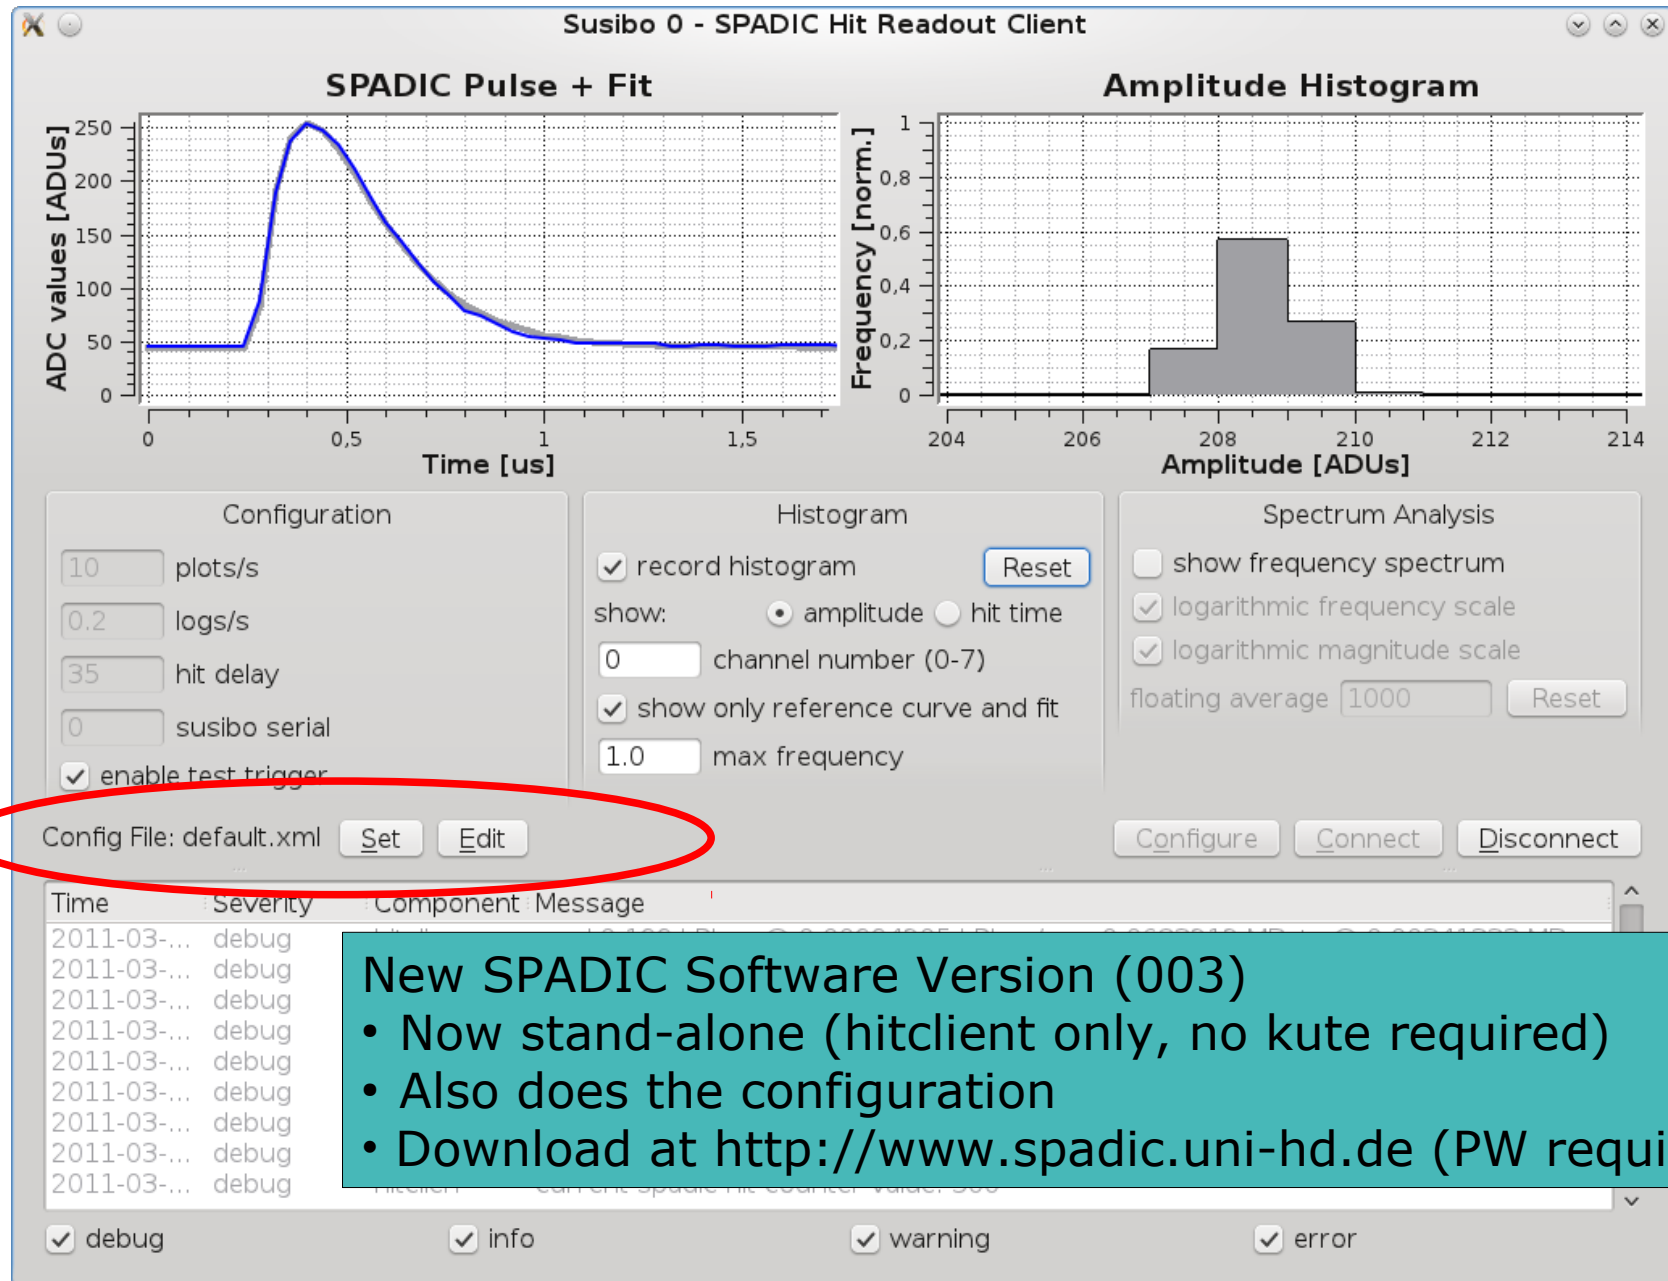 Susibo 0 - SPADIC Hit Readout Client
SPADIC Pulse + Fit
ADC values [ADUs]
250
200
150
100
50
0
0
0,5
1
1,5
Time [us]
Amplitude Histogram
Frequency [norm.]
1
0,8
0,6
0,4
0,2
0
204
206
208
210
212
214
Amplitude [ADUs]
Configuration
10 plots/s
0.2 logs/s
35 hit delay
0 susibo serial
enable test trigger
Histogram
record histogram Reset
show: amplitude hit time
0 channel number (0-7)
show only reference curve and fit
1.0 max frequency
Spectrum Analysis
show frequency spectrum
logarithmic frequency scale
logarithmic magnitude scale
floating average 1000 Reset
Config File: default.xml Set Edit
Configure Connect Disconnect
Time Severity Component Message
2011-03-... debug
2011-03-... debug
2011-03-... debug
2011-03-... debug
2011-03-... debug
2011-03-... debug
2011-03-... debug
2011-03-... debug
2011-03-... debug
New SPADIC Software Version (003)
• Now stand-alone (hitclient only, no kute required)
• Also does the configuration
• Download at http://www.spadic.uni-hd.de (PW requi
debug info warning error